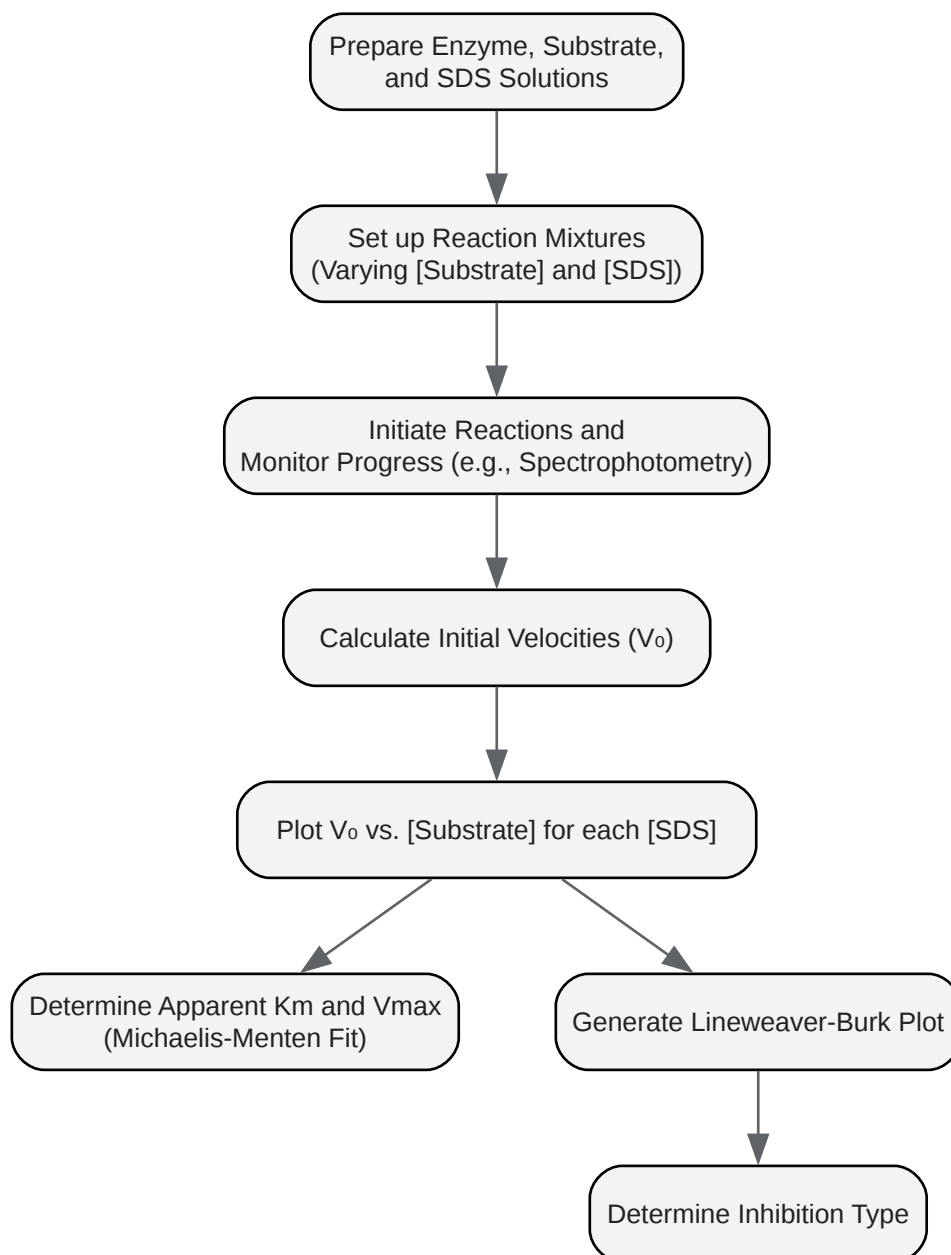 Prepare Enzyme, Substrate,
and SDS Solutions
Set up Reaction Mixtures
(Varying [Substrate] and [SDS])
Initiate Reactions and
Monitor Progress (e.g., Spectrophotometry)
Calculate Initial Velocities (V₀)
Plot V₀ vs. [Substrate] for each [SDS]
Determine Apparent Km and Vmax
(Michaelis-Menten Fit)
Generate Lineweaver-Burk Plot
Determine Inhibition Type